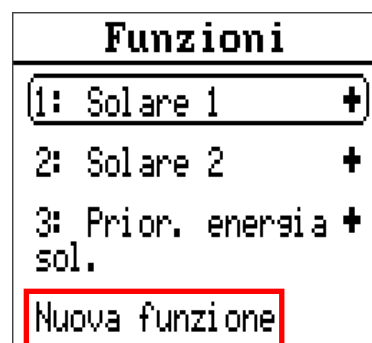 Funzioni
1: Solare 1 +
2: Solare 2 +
3: Prior. energia +
sol.
Nuova funzione